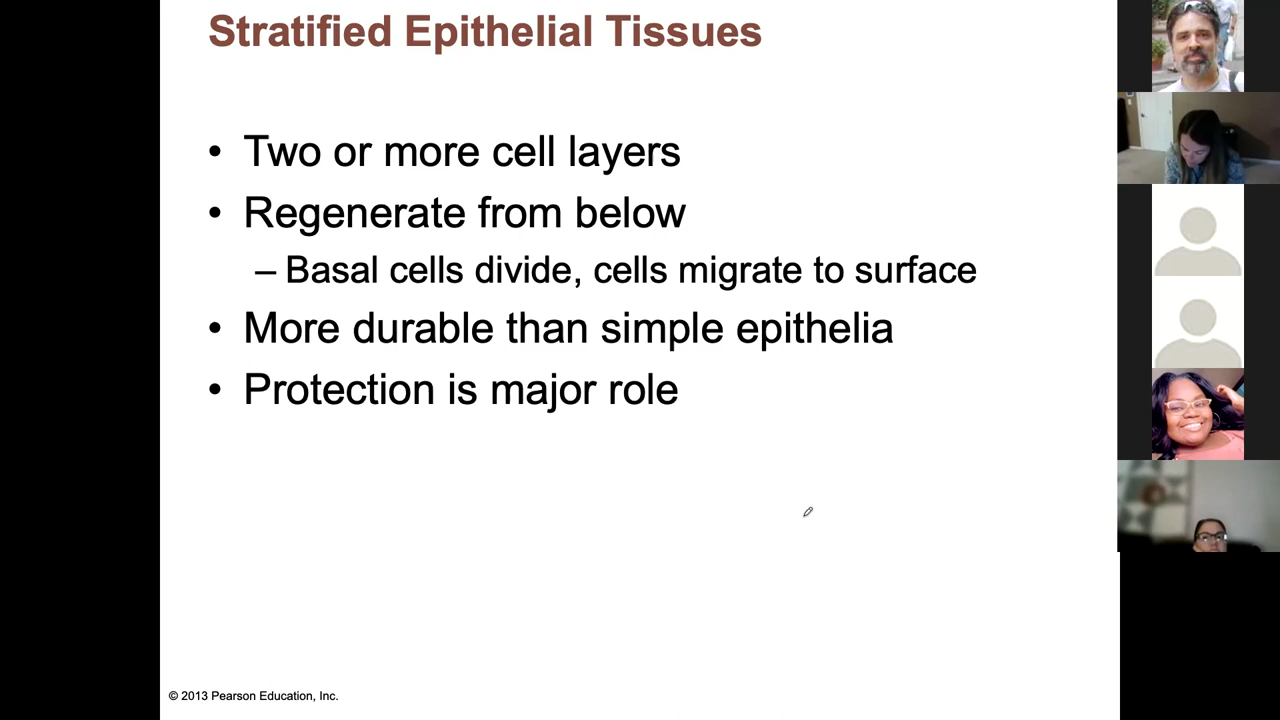 Stratified Epithelial Tissues
• Two or more cell layers
• Regenerate from below
– Basal cells divide, cells migrate to surface
• More durable than simple epithelia
• Protection is major role
© 2013 Pearson Education, Inc.